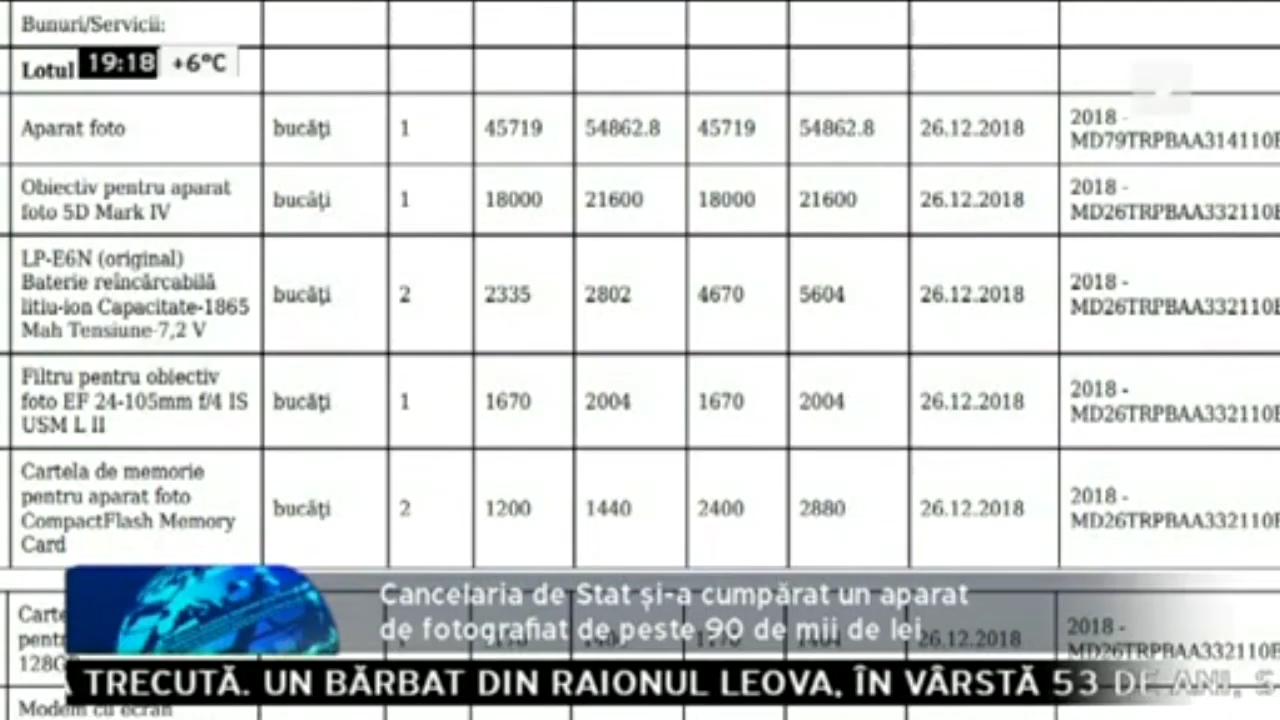 Bunuri/Servicii:
Lotul
19:18 +6°C
Aparat foto bucăți 1 45719 54862.8 45719 54862.8 26.12.2018 2018 -
MD79TRPBAA314110
Obiectiv pentru aparat
foto 5D Mark IV bucăți 1 18000 21600 18000 21600 26.12.2018 2018 -
MD26TRPBAA332110
LP-E6N (original)
Baterie reîncărcabilă
litiu-ion Capacitate-1865
Mah Tensiune-7,2 V bucăți 2 2335 2802 4670 5604 26.12.2018 2018 -
MD26TRPBAA332110
Filtru pentru obiectiv
foto EF 24-105mm f/4 IS
USM L II bucăți 1 1670 2004 1670 2004 26.12.2018 2018 -
MD26TRPBAA332110
Cartela de memorie
pentru aparat foto
CompactFlash Memory
Card bucăți 2 1200 1440 2400 2880 26.12.2018 2018 -
MD26TRPBAA332110
Cancelaria de Stat și-a cumpărat un aparat
de fotografiat de peste 90 de mii de lei
26.12.2018 2018 -
MD26TRPBAA332110
TRECUTĂ. UN BĂRBAT DIN RAIONUL LEOVA, ÎN VÂRSTĂ 53 DE ANI,
Modem cu ecran